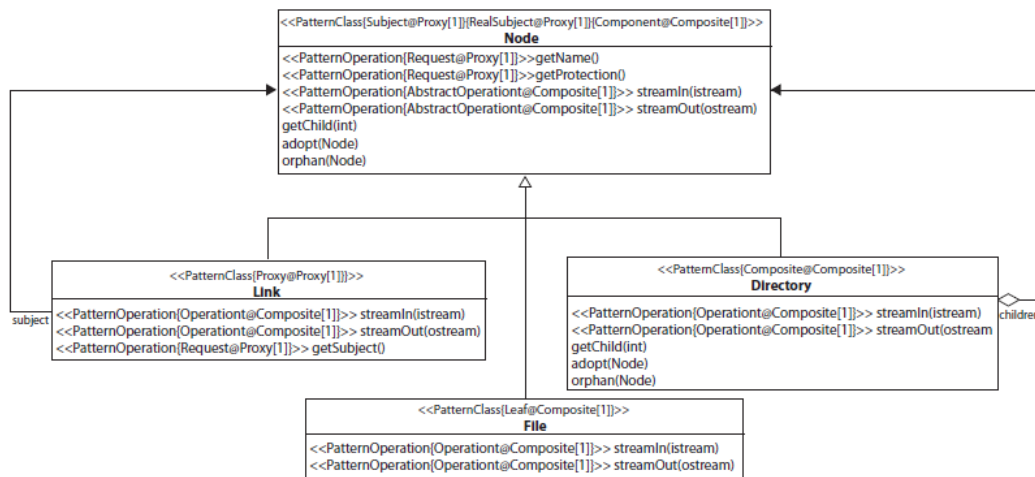 <<PatternClass{Subject@Proxy[1]}{RealSubject@Proxy[1]}{Component@Composite[1]}>>
Node
<<PatternOperation{Request@Proxy[1]}>>getName()
<<PatternOperation{Request@Proxy[1]}>>getProtection()
<<PatternOperation{AbstractOperationt@Composite[1]}>> streamIn(istream)
<<PatternOperation{AbstractOperationt@Composite[1]}>> streamOut(ostream)
getChild(int)
adopt(Node)
orphan(Node)
<<PatternClass{Proxy@Proxy[1]}}>>
Link
<<PatternOperation{Operationt@Composite[1]}>> streamIn(istream)
<<PatternOperation{Operationt@Composite[1]}>> streamOut(ostream)
<<PatternOperation{Request@Proxy[1]}>> getSubject()
subject
<<PatternClass{Composite@Composite[1]}>>
Directory
<<PatternOperation{Operationt@Composite[1]}>> streamIn(istream)
<<PatternOperation{Operationt@Composite[1]}>> streamOut(ostream
getChild(int)
adopt(Node)
orphan(Node)
children
<<PatternClass{Leaf@Composite[1]}>>
File
<<PatternOperation{Operationt@Composite[1]}>> streamIn(istream)
<<PatternOperation{Operationt@Composite[1]}>> streamOut(ostream)